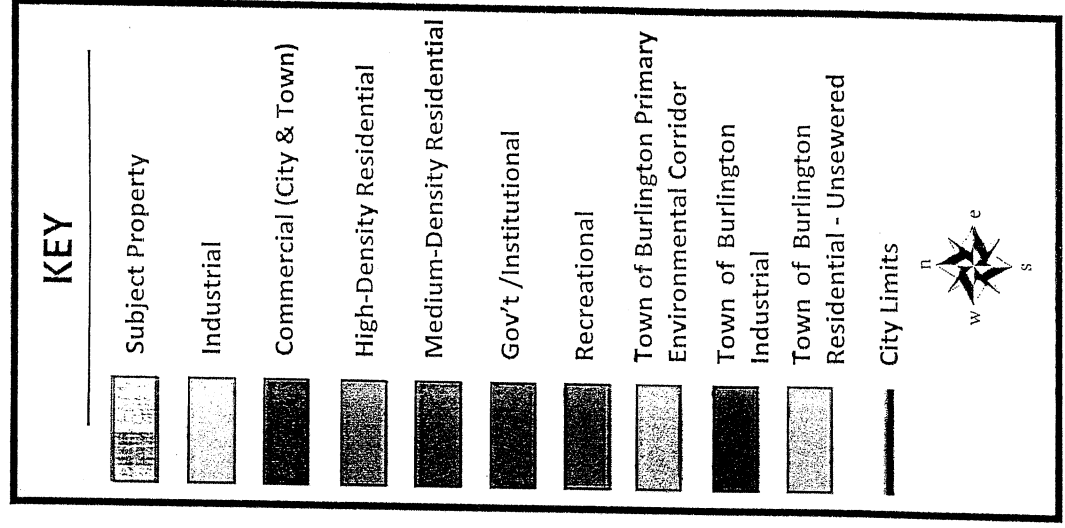 KEY
Subject Property
Industrial
Commercial (City & Town)
High-Density Residential
Medium-Density Residential
Gov't /Institutional
Recreational
Town of Burlington Primary
Environmental Corridor
Town of Burlington
Industrial
Town of Burlington
Residential - Unsewered
City Limits
n
w e
s